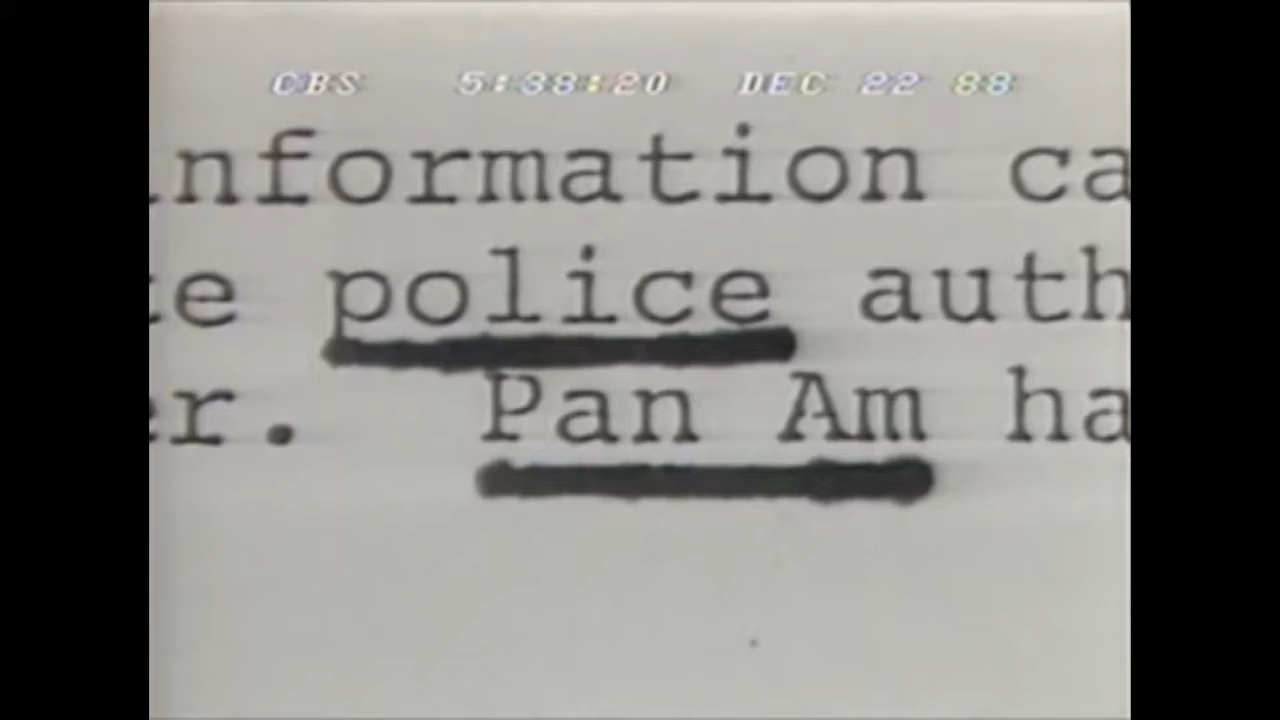 CBS 5:38:20 DEC 22 88
nformation ca
e police auth
r. Pan Am ha